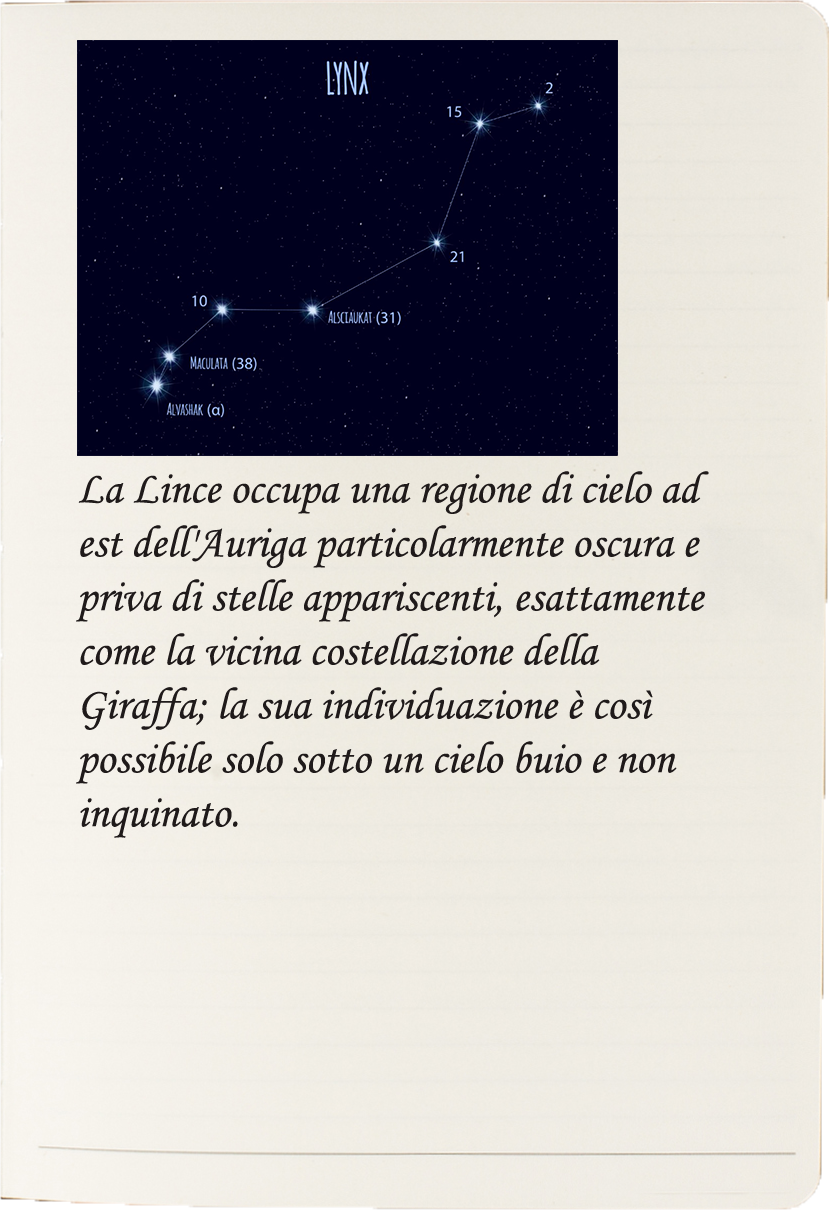 LYNX
2
15
21
10
ALSCIAUKAT (31)
MACULATA (38)
ALVASHAK (α)
La Lince occupa una regione di cielo ad
est dell'Auriga particolarmente oscura e
priva di stelle appariscenti, esattamente
come la vicina costellazione della
Giraffa; la sua individuazione è così
possibile solo sotto un cielo buio e non
inquinato.